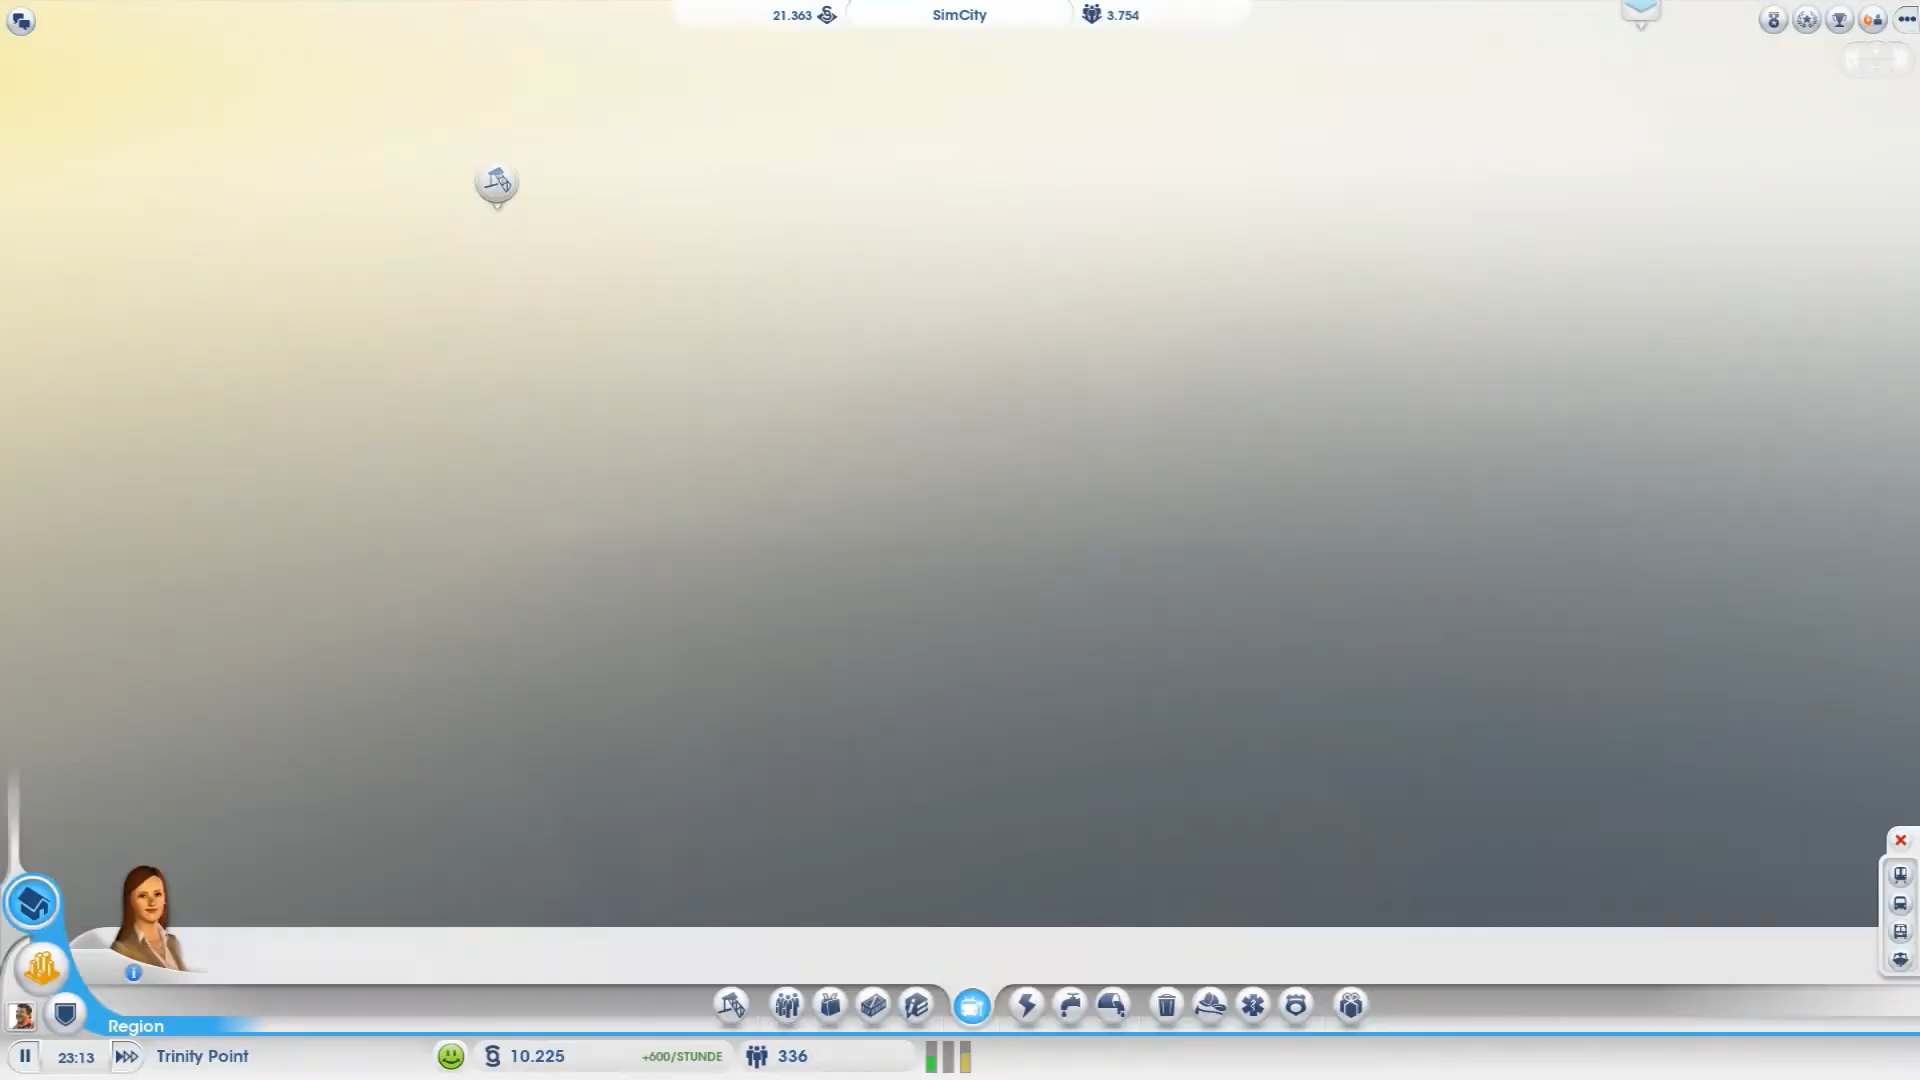 21.363
SimCity
3.754
Region
23:13
Trinity Point
10.225
+600/STUNDE
336